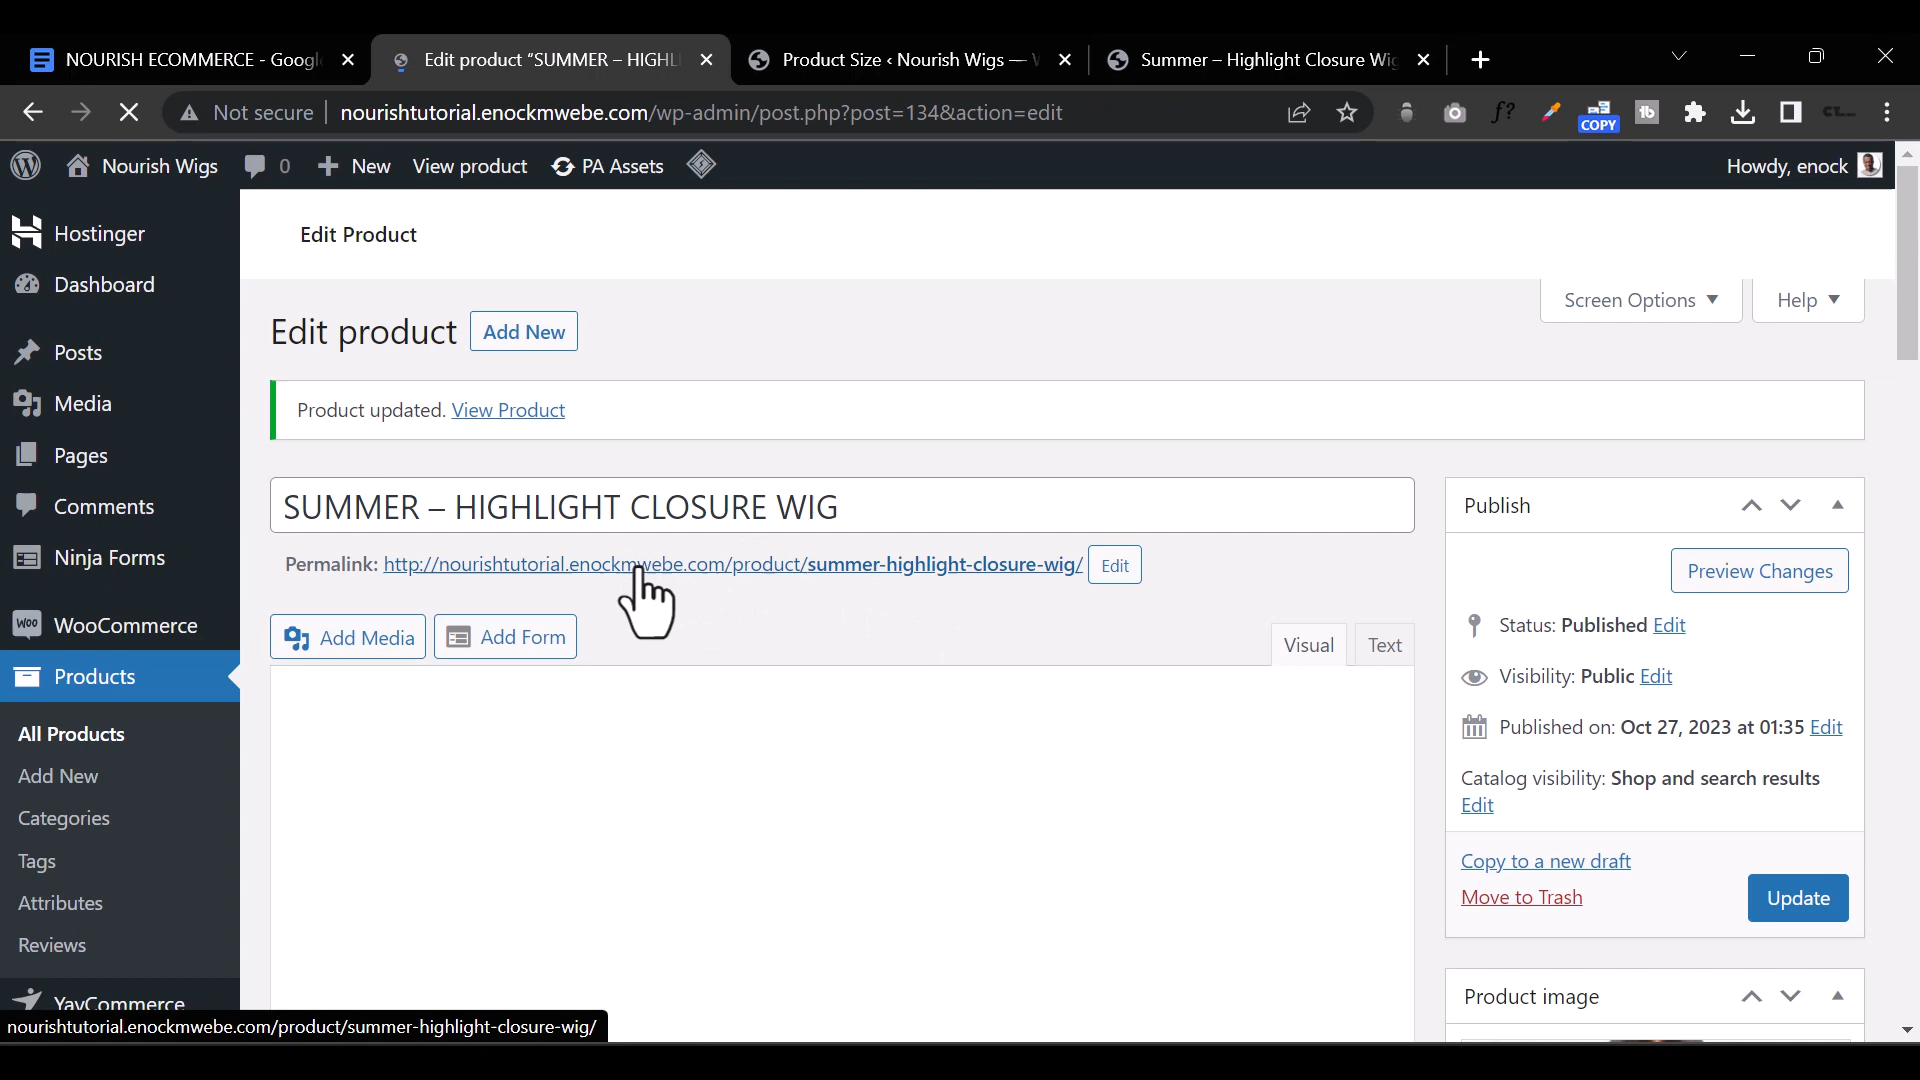 NOURISH ECOMMERCE - Googl
Edit product “SUMMER – HIGHL
Product Size ‹ Nourish Wigs —
Summer – Highlight Closure Wig
Not secure
nourishtutorial.enockmwebe.com/wp-admin/post.php?post=134&action=edit
f?
COPY
tb
Nourish Wigs
0
New
View product
PA Assets
Howdy, enock
Hostinger
Dashboard
Posts
Media
Pages
Comments
Ninja Forms
WooCommerce
Products
All Products
Add New
Categories
Tags
Attributes
Reviews
YayCommerce
Edit Product
Screen Options
Help
Edit product
Add New
Product updated. View Product
SUMMER – HIGHLIGHT CLOSURE WIG
Permalink: http://nourishtutorial.enockmwebe.com/product/summer-highlight-closure-wig/
Edit
Add Media
Add Form
Visual
Text
Publish
Preview Changes
Status: Published Edit
Visibility: Public Edit
Published on: Oct 27, 2023 at 01:35 Edit
Catalog visibility: Shop and search results
Edit
Copy to a new draft
Move to Trash
Update
Product image
nourishtutorial.enockmwebe.com/product/summer-highlight-closure-wig/